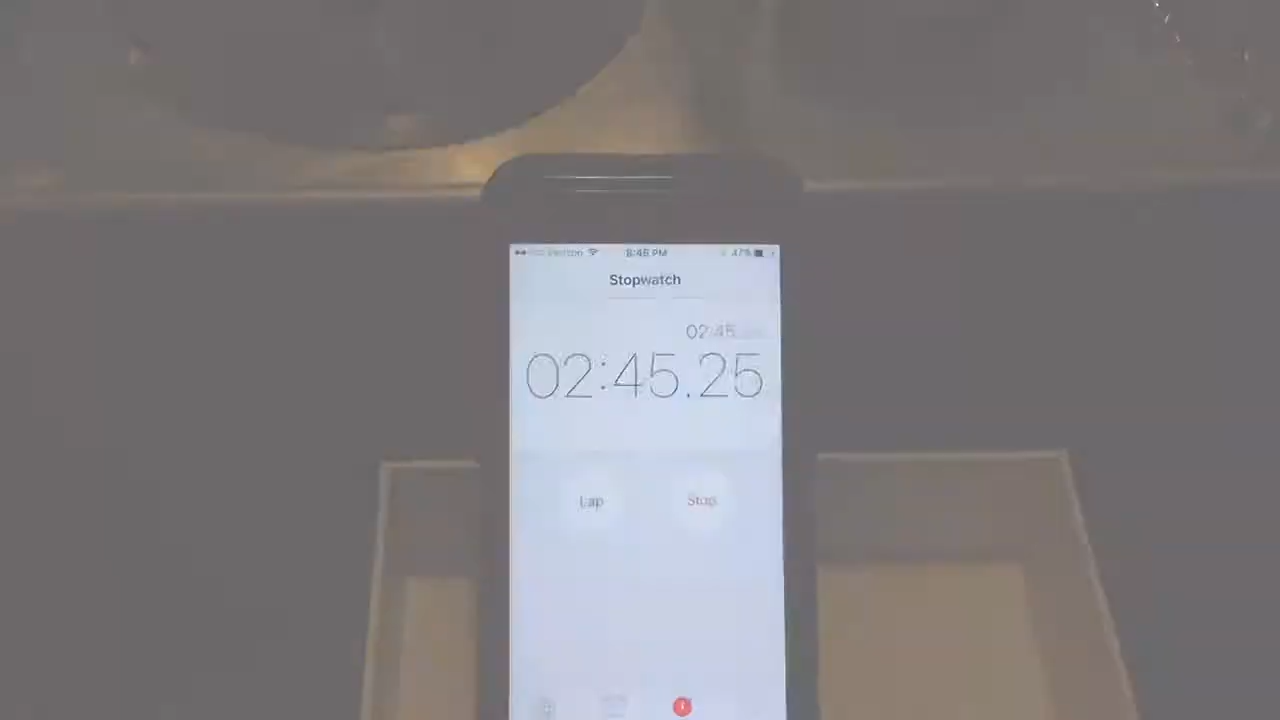 Verizon 8:46 PM 47%
Stopwatch
02:45
02:45.25
Lap Stop